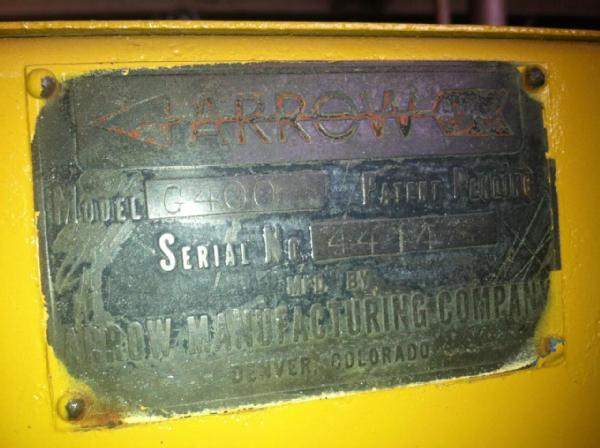 ARROW
MODEL G400 PATENT PENDING
SERIAL NO. 4414
MFD. BY
ARROW MANUFACTURING COMPANY
DENVER, COLORADO